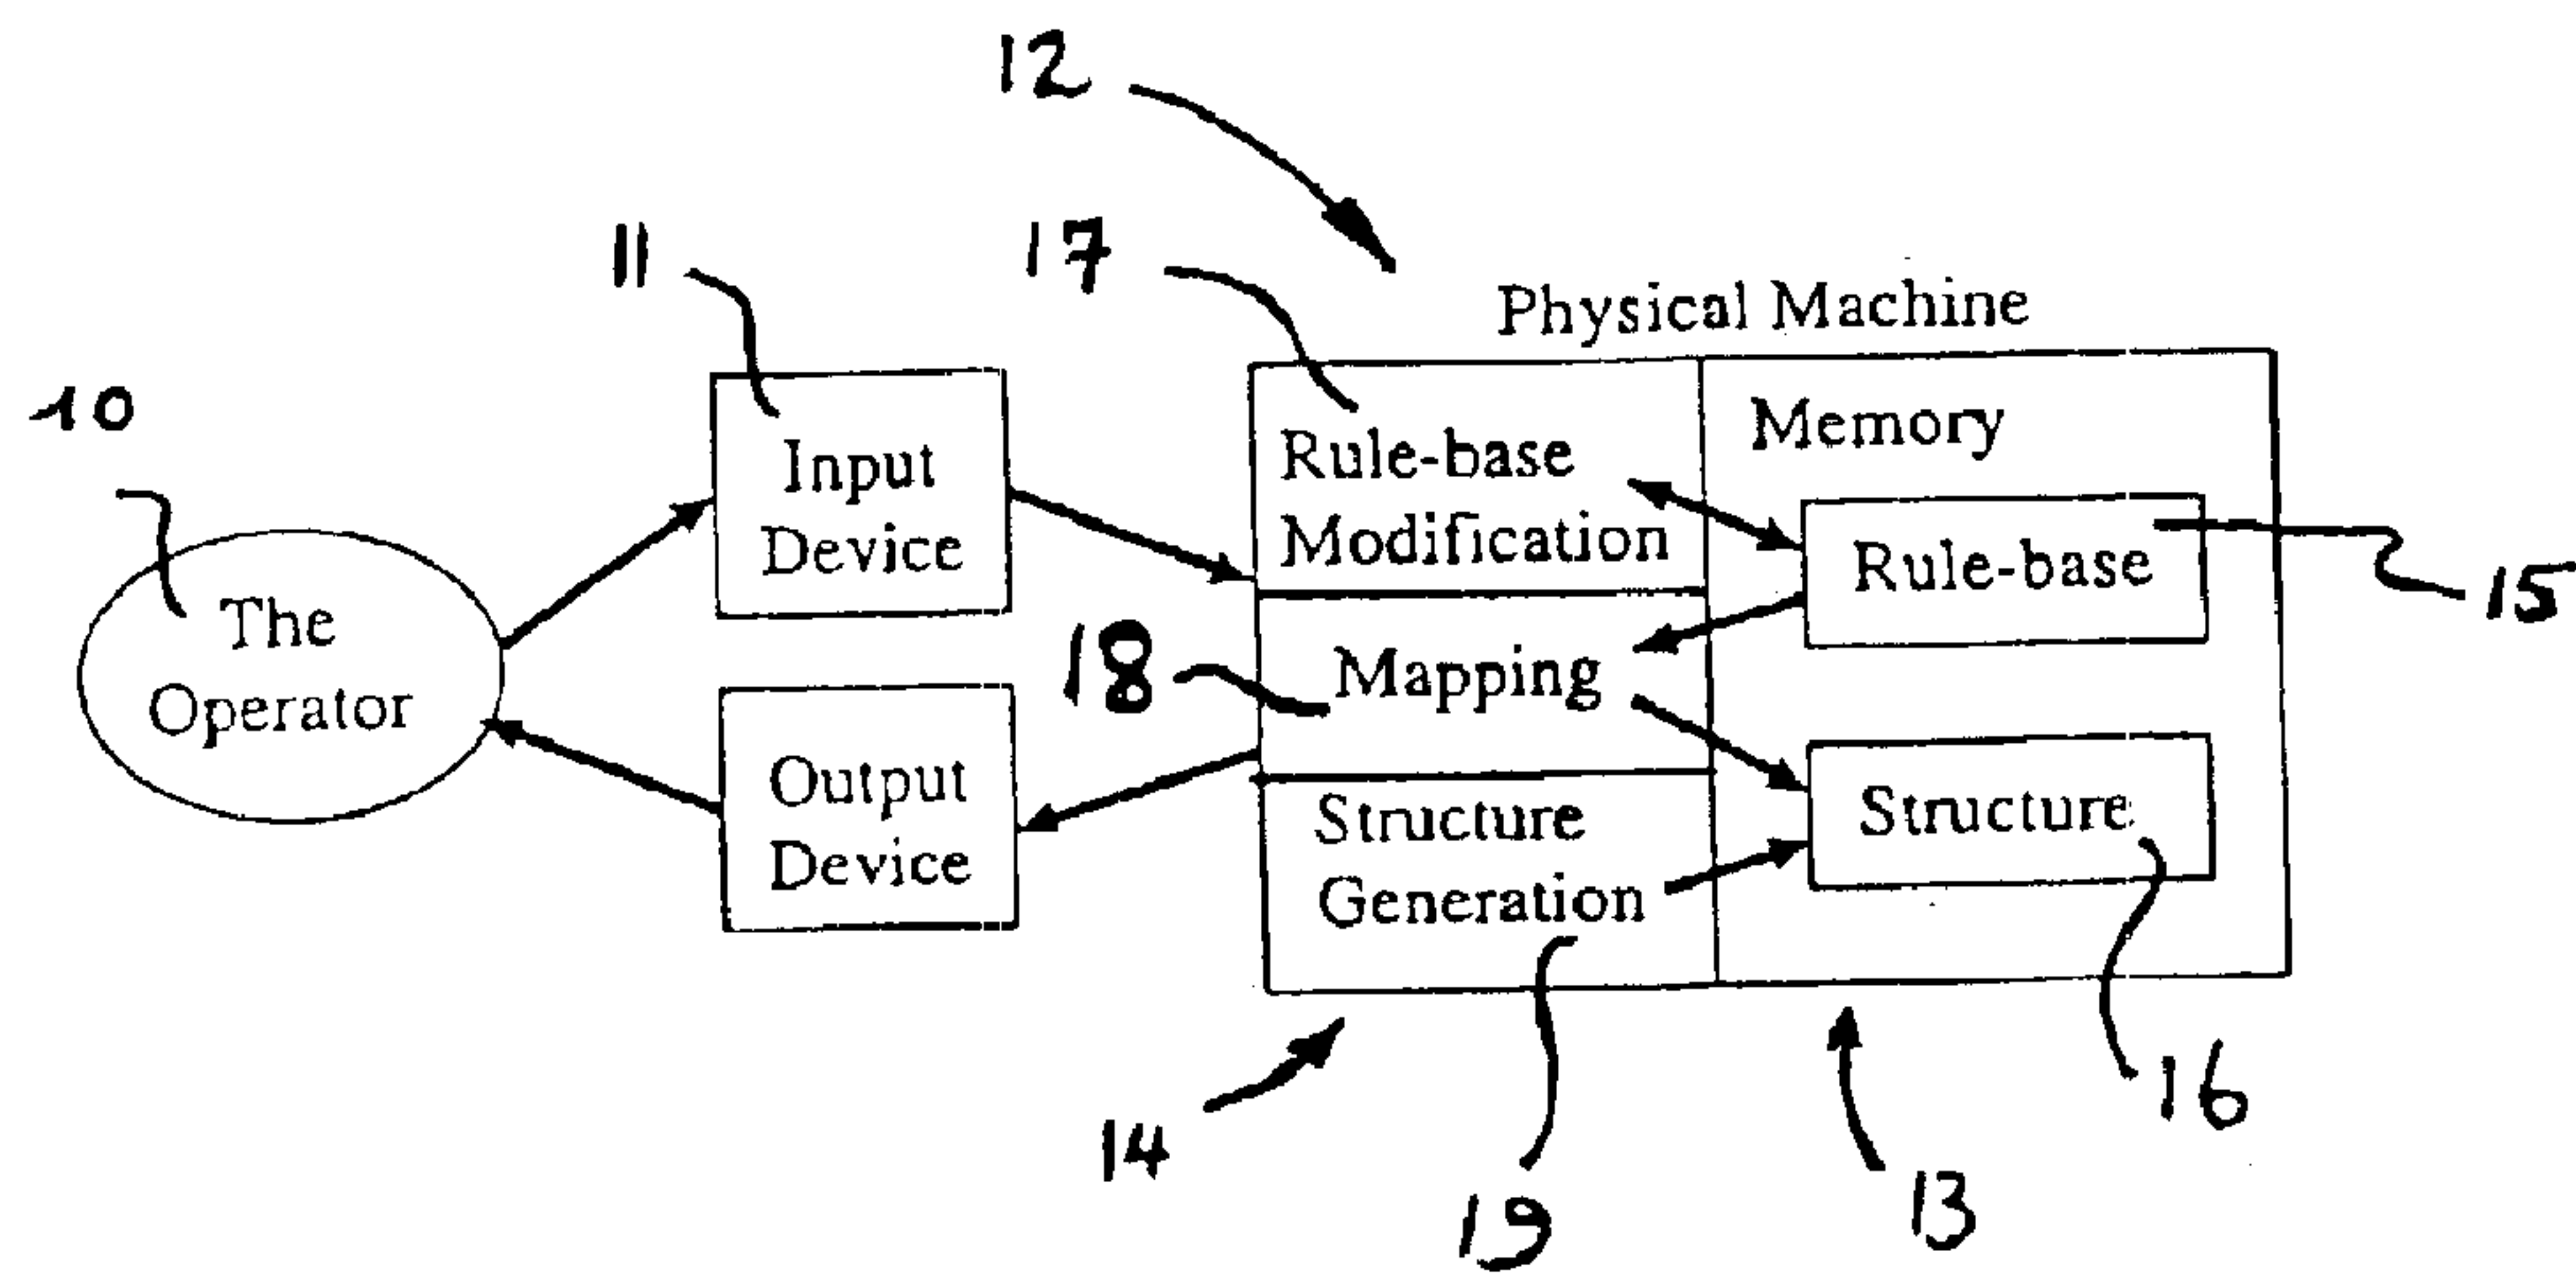 12
11
17
Physical Machine
10
Input
Device
Rule-base
Modification
Memory
Rule-base
15
The
Operator
18
Mapping
Output
Device
Structure
Generation
Structure
14
19
13
16